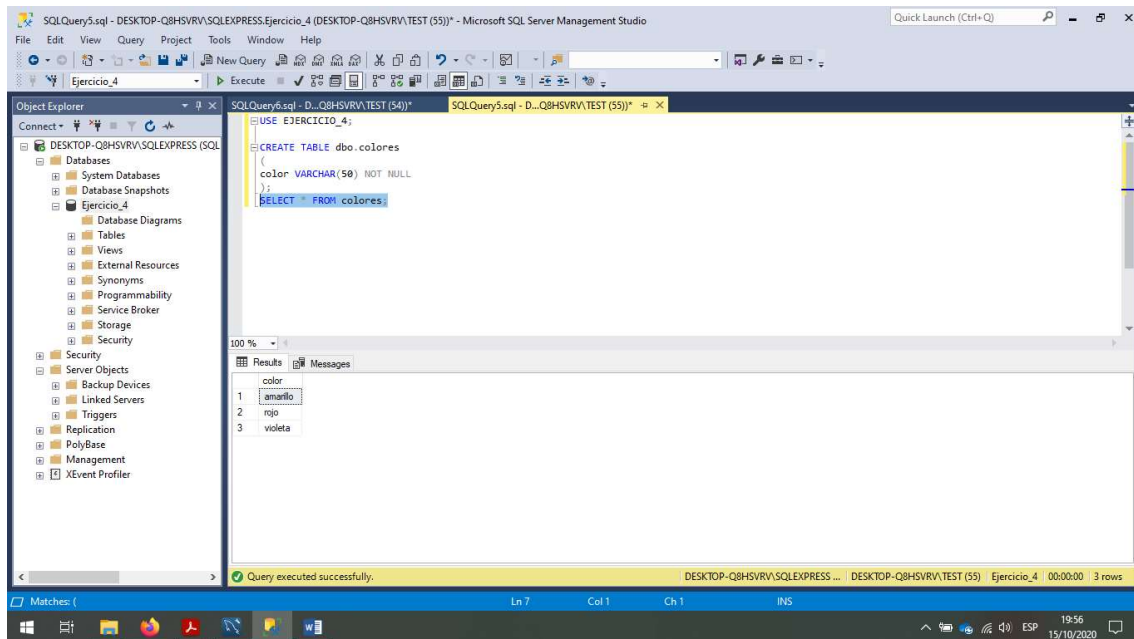 SQLQuery5.sql - DESKTOP-Q8HSVRV\SQLEXPRESS.Ejercicio_4 (DESKTOP-Q8HSVRV\TEST (55))* - Microsoft SQL Server Management Studio
Quick Launch (Ctrl+Q)
File Edit View Query Project Tools Window Help
New Query
Ejercicio_4
Execute
Object Explorer
SQLQuery6.sql - D...Q8HSVRV\TEST (54))*
SQLQuery5.sql - D...Q8HSVRV\TEST (55))*
Connect
DESKTOP-Q8HSVRV\SQLEXPRESS (SQL
Databases
System Databases
Database Snapshots
Ejercicio_4
Database Diagrams
Tables
Views
External Resources
Synonyms
Programmability
Service Broker
Storage
Security
Security
Server Objects
Backup Devices
Linked Servers
Triggers
Replication
PolyBase
Management
XEvent Profiler
USE EJERCICIO_4;
CREATE TABLE dbo.colores
(
color VARCHAR(50) NOT NULL
);
SELECT * FROM colores;
100 %
Results Messages
color
1 amarillo
2 rojo
3 violeta
Query executed successfully.
DESKTOP-Q8HSVRV\SQLEXPRESS ... DESKTOP-Q8HSVRV\TEST (55) Ejercicio_4 00:00:00 3 rows
Matches: (
Ln 7 Col 1 Ch 1 INS
ESP
19:56
15/10/2020